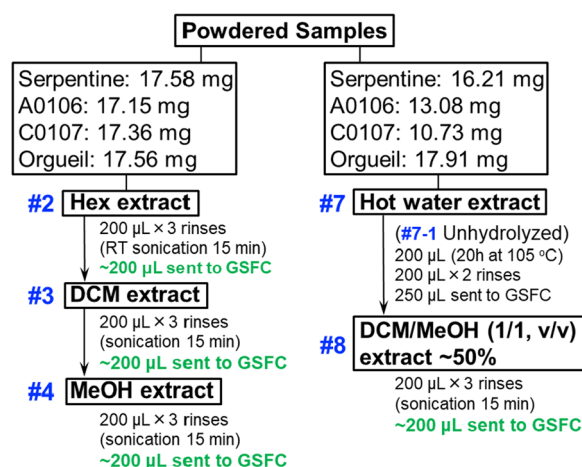 Powdered Samples
Serpentine: 17.58 mg
A0106: 17.15 mg
C0107: 17.36 mg
Orgueil: 17.56 mg
#2 Hex extract
200 µL × 3 rinses
(RT sonication 15 min)
~200 µL sent to GSFC
#3 DCM extract
200 µL × 3 rinses
(sonication 15 min)
~200 µL sent to GSFC
#4 MeOH extract
200 µL × 3 rinses
(sonication 15 min)
~200 µL sent to GSFC
Serpentine: 16.21 mg
A0106: 13.08 mg
C0107: 10.73 mg
Orgueil: 17.91 mg
#7 Hot water extract
(#7-1 Unhydrolyzed)
200 µL (20h at 105 °C)
200 µL × 2 rinses
250 µL sent to GSFC
#8 DCM/MeOH (1/1, v/v)
extract ~50%
200 µL × 3 rinses
(sonication 15 min)
~200 µL sent to GSFC